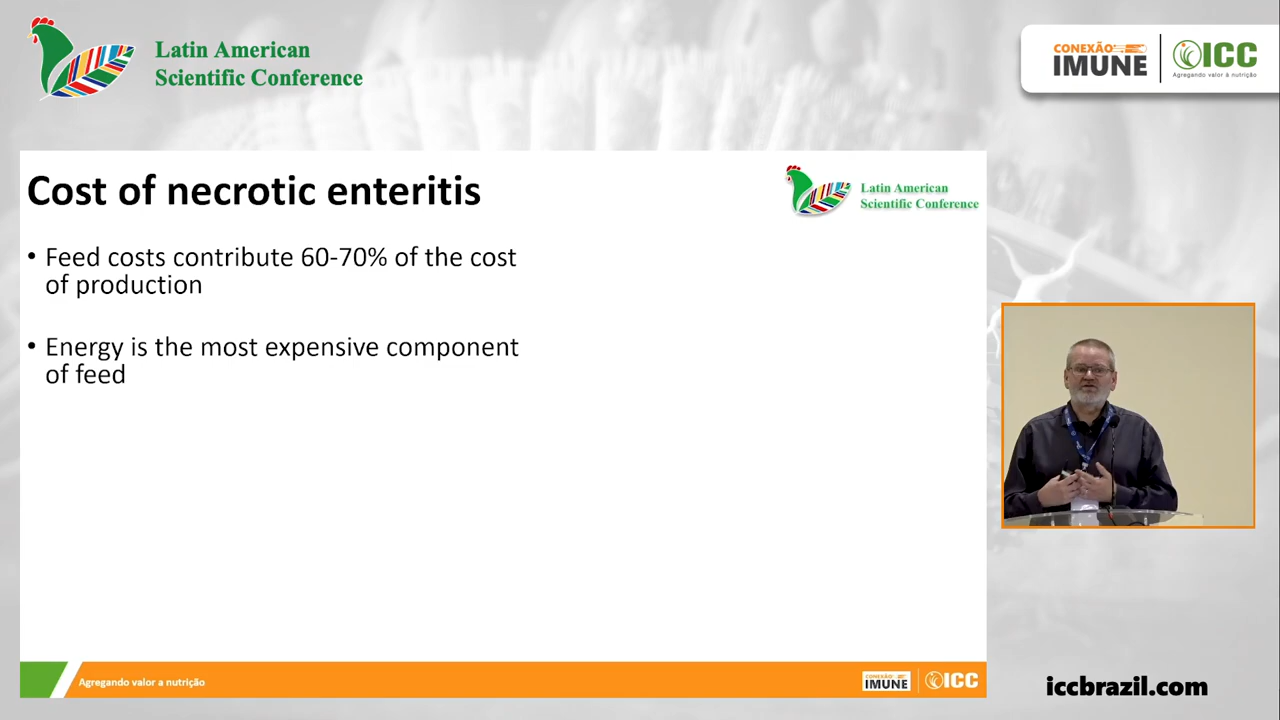 Latin American
Scientific Conference
CONEXÃO
IMUNE
ICC
Agregando valor à nutrição
Cost of necrotic enteritis
Latin American
Scientific Conference
• Feed costs contribute 60-70% of the cost
of production
• Energy is the most expensive component
of feed
Agregando valor a nutrição
CONEXÃO
IMUNE
ICC
iccbrazil.com